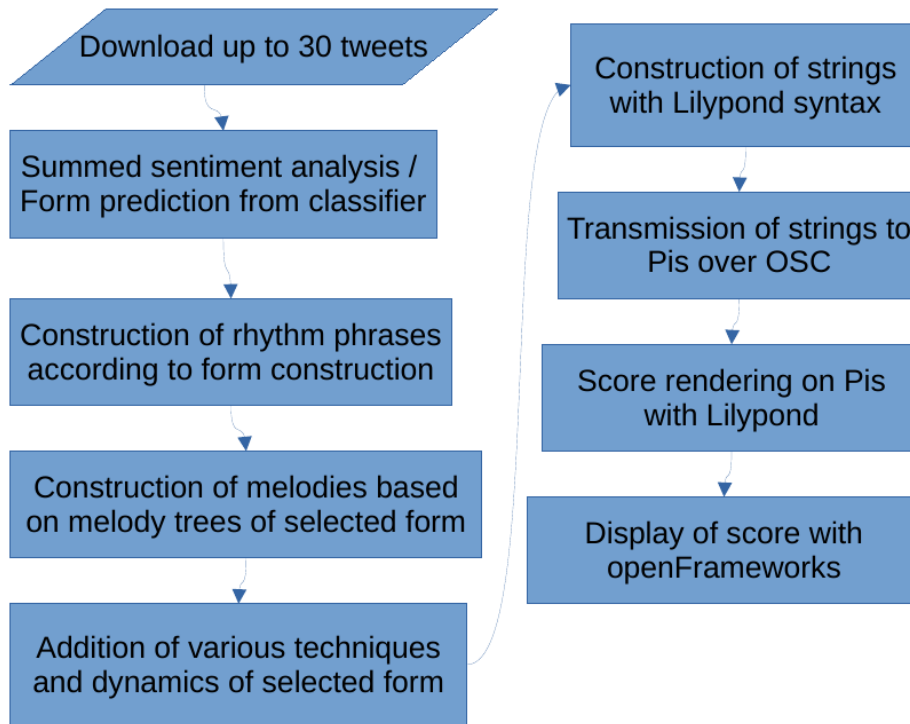 Download up to 30 tweets
Summed sentiment analysis /
Form prediction from classifier
Construction of rhythm phrases
according to form construction
Construction of melodies based
on melody trees of selected form
Addition of various techniques
and dynamics of selected form
Construction of strings
with Lilypond syntax
Transmission of strings to
Pis over OSC
Score rendering on Pis
with Lilypond
Display of score with
openFrameworks